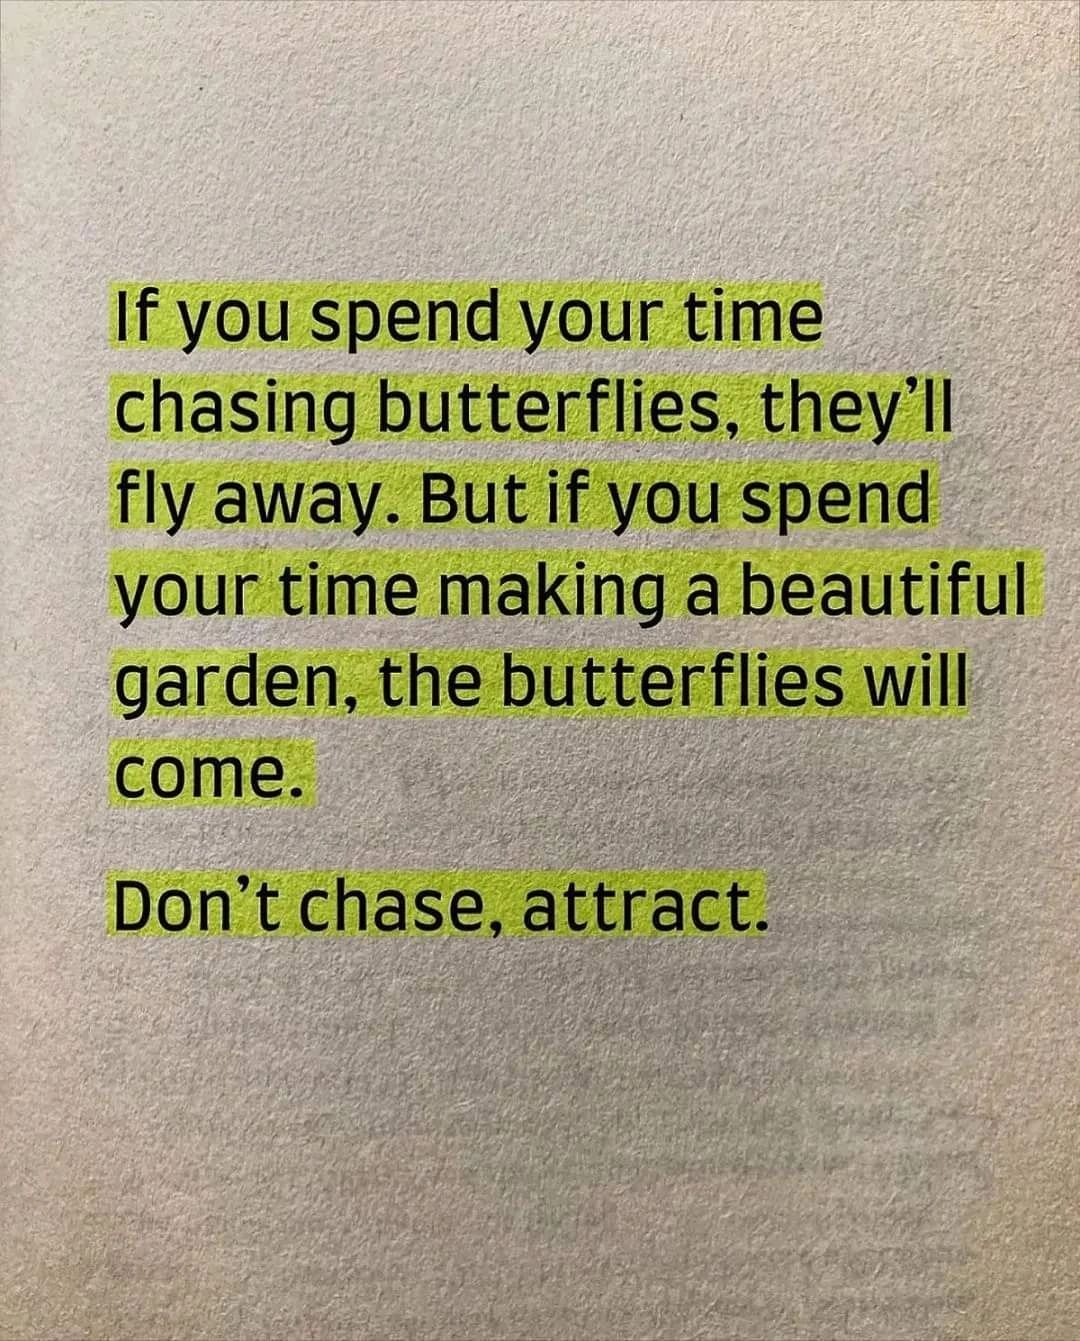 If you spend your time
chasing butterflies, they’ll
fly away. But if you spend
your time making a beautiful
garden, the butterflies will
come.
Don’t chase, attract.